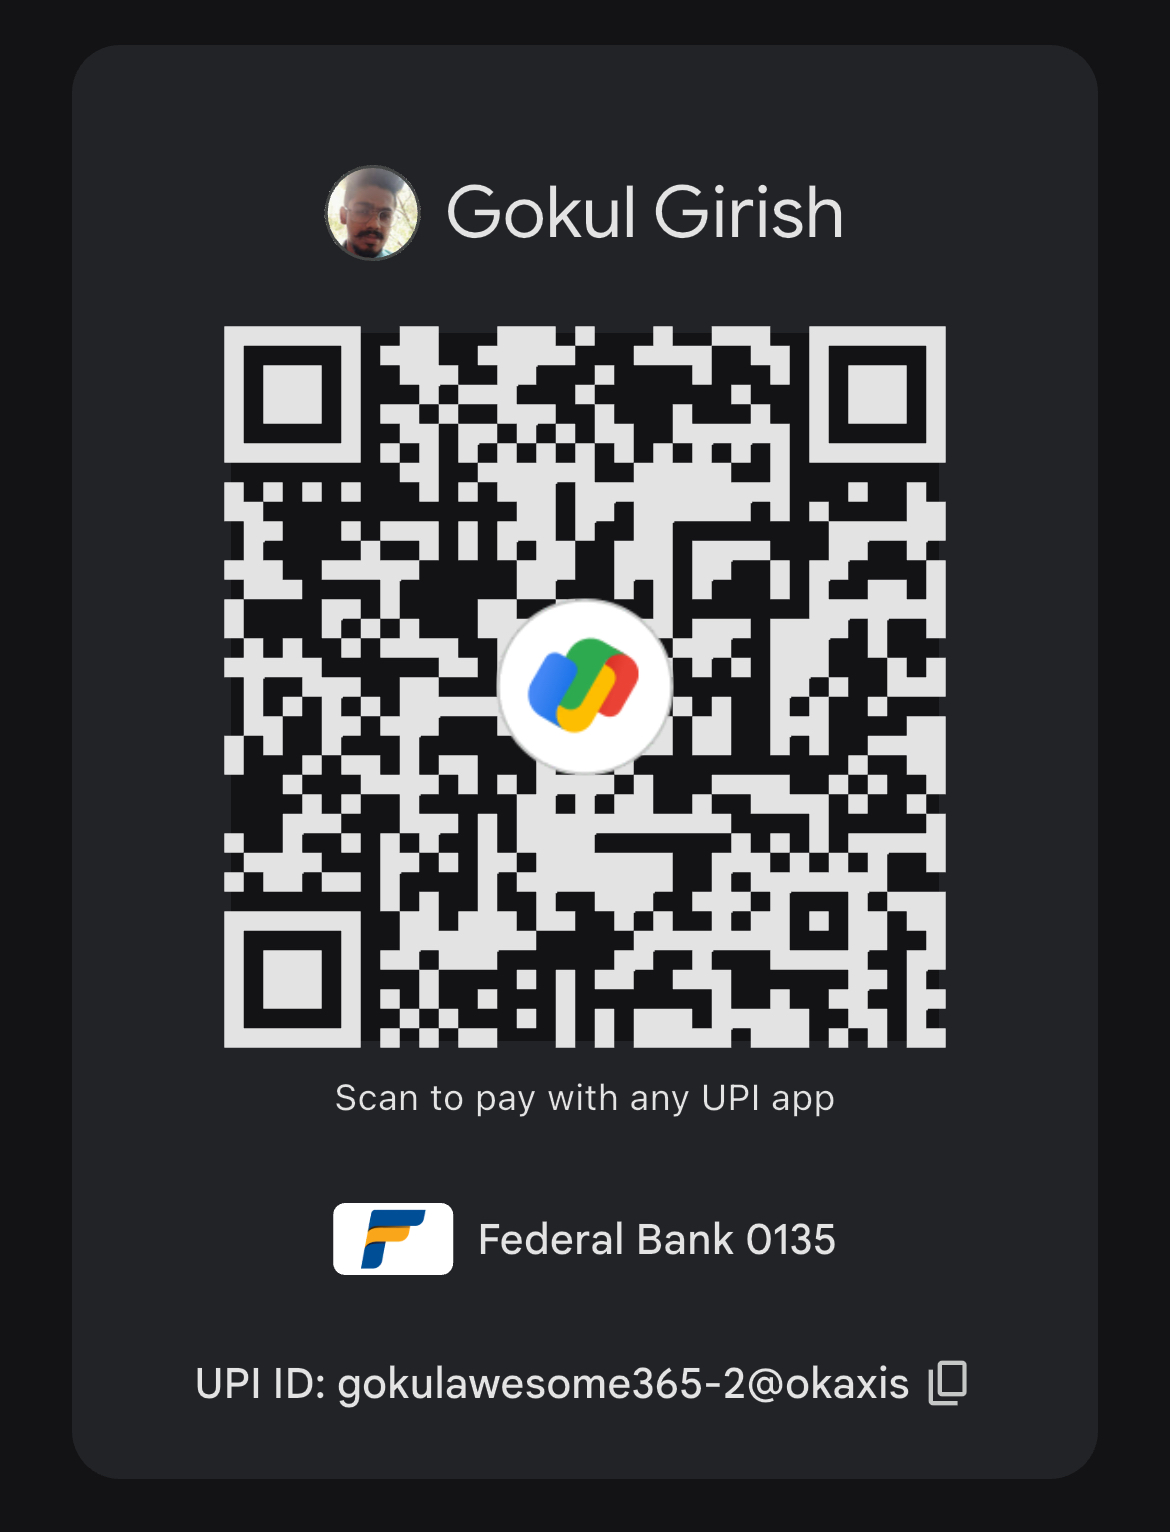 Gokul Girish
Scan to pay with any UPI app
Federal Bank 0135
UPI ID: gokulawesome365-2@okaxis